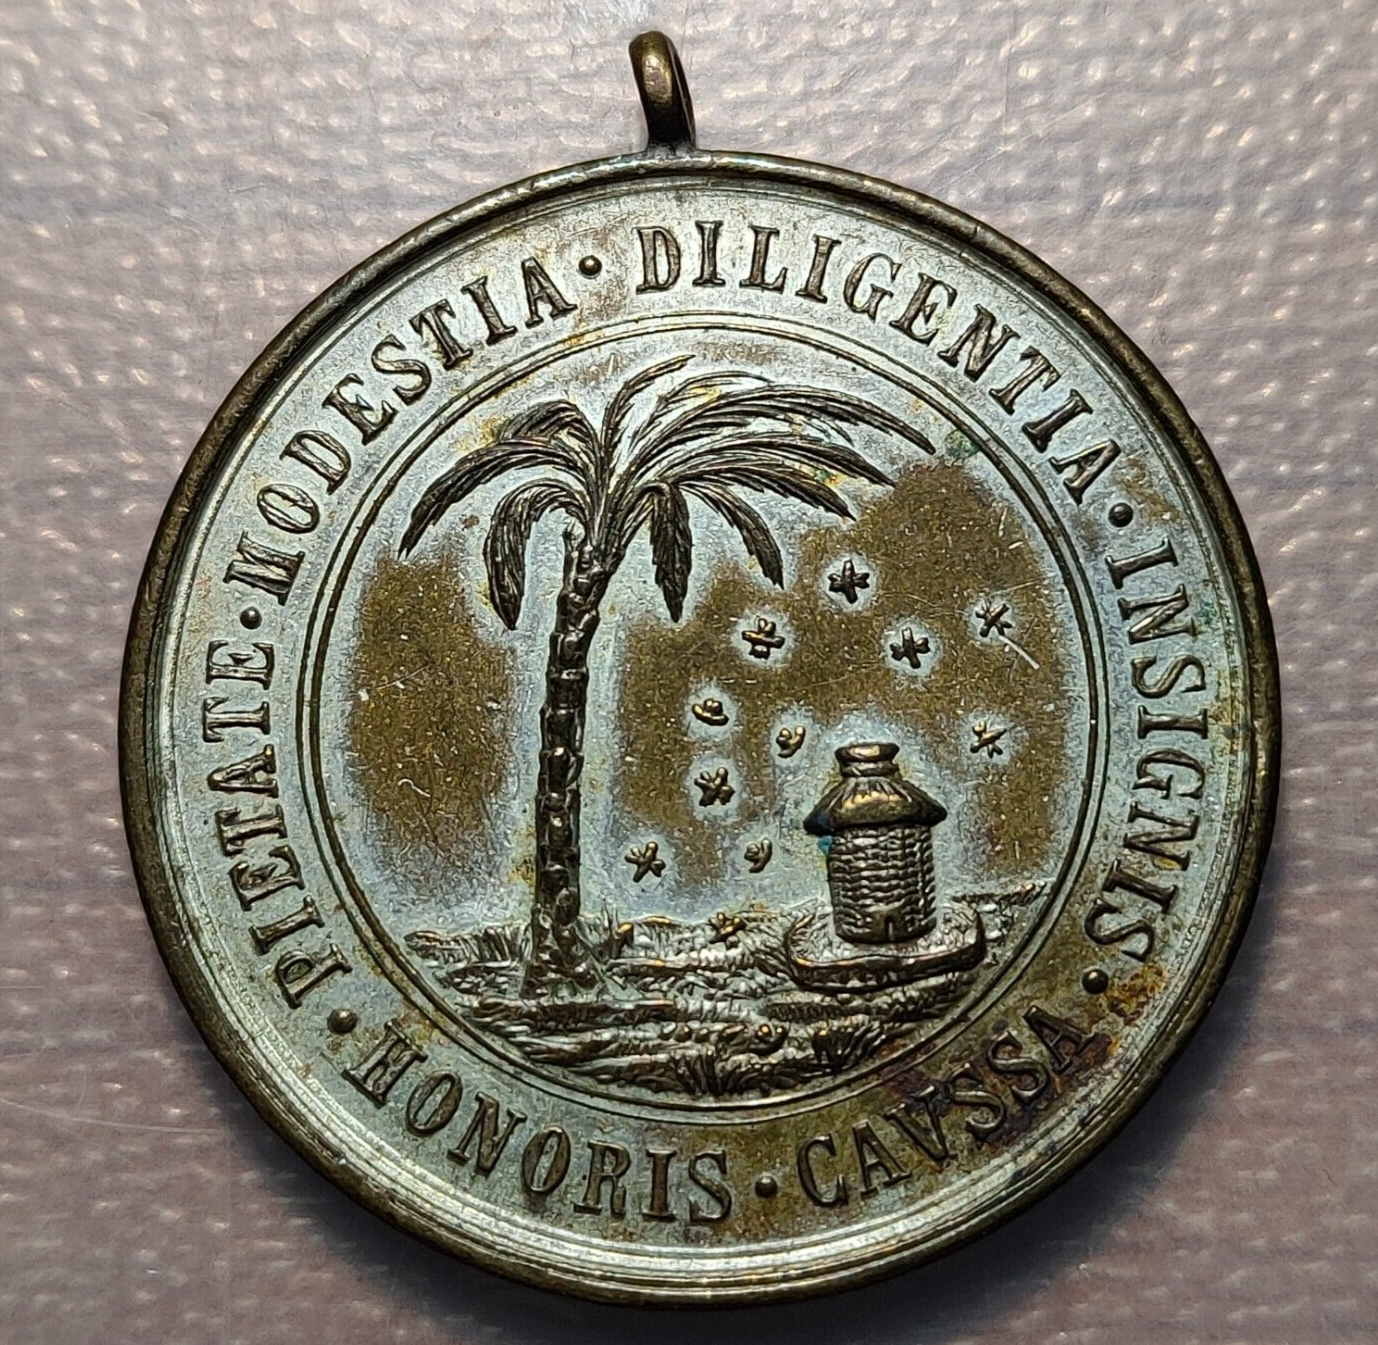 PIETATE · MODESTIA · DILIGENTIA · INSIGNIS ·
· HONORIS · CAVSSA